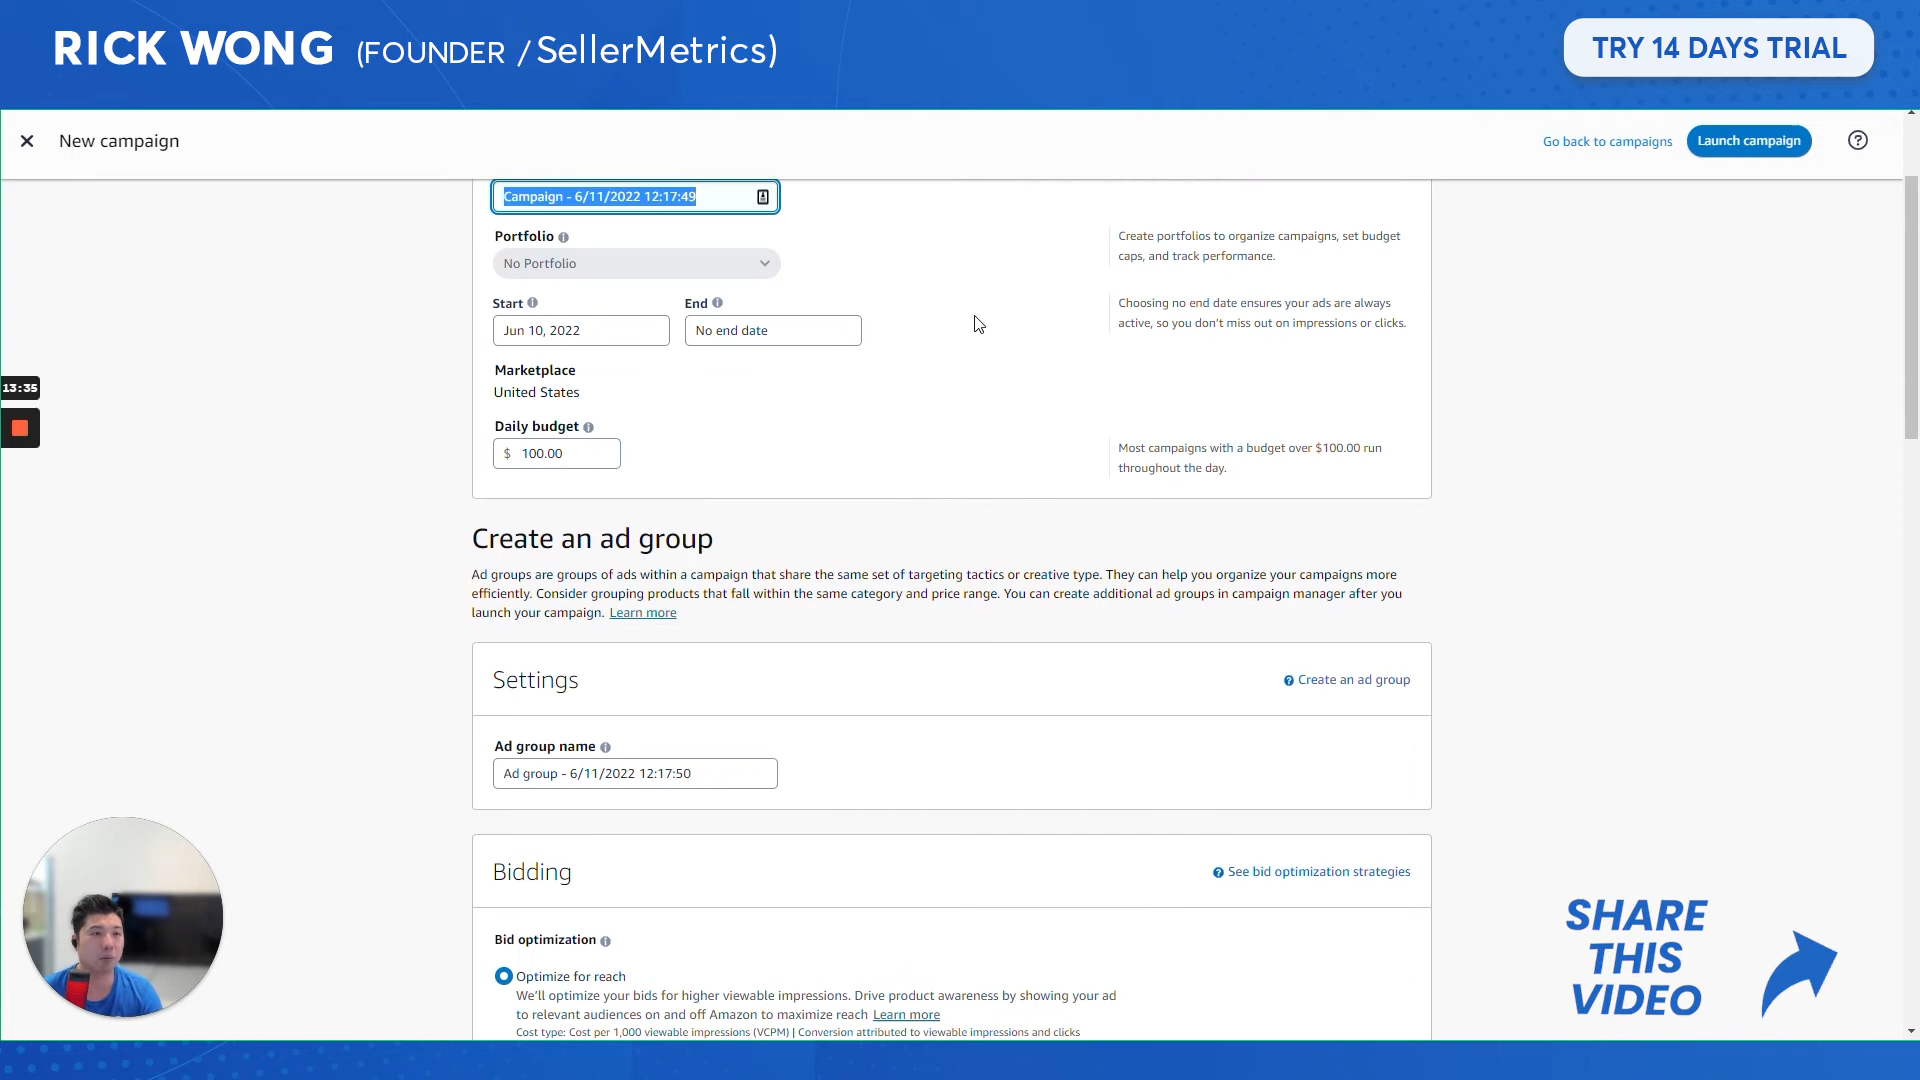 RICK WONG (FOUNDER / SellerMetrics)
TRY 14 DAYS TRIAL
New campaign
Go back to campaigns
Launch campaign
Campaign - 6/11/2022 12:17:49
Portfolio
No Portfolio
Create portfolios to organize campaigns, set budget
caps, and track performance.
Start
End
Jun 10, 2022
No end date
Choosing no end date ensures your ads are always
active, so you don't miss out on impressions or clicks.
Marketplace
United States
13:35
Daily budget
$ 100.00
Most campaigns with a budget over $100.00 run
throughout the day.
Create an ad group
Ad groups are groups of ads within a campaign that share the same set of targeting tactics or creative type. They can help you organize your campaigns more
efficiently. Consider grouping products that fall within the same category and price range. You can create additional ad groups in campaign manager after you
launch your campaign. Learn more
Settings
Create an ad group
Ad group name
Ad group - 6/11/2022 12:17:50
Bidding
See bid optimization strategies
Bid optimization
Optimize for reach
We'll optimize your bids for higher viewable impressions. Drive product awareness by showing your ad
to relevant audiences on and off Amazon to maximize reach Learn more
Cost type: Cost per 1,000 viewable impressions (VCPM) | Conversion attributed to viewable impressions and clicks
SHARE
THIS
VIDEO